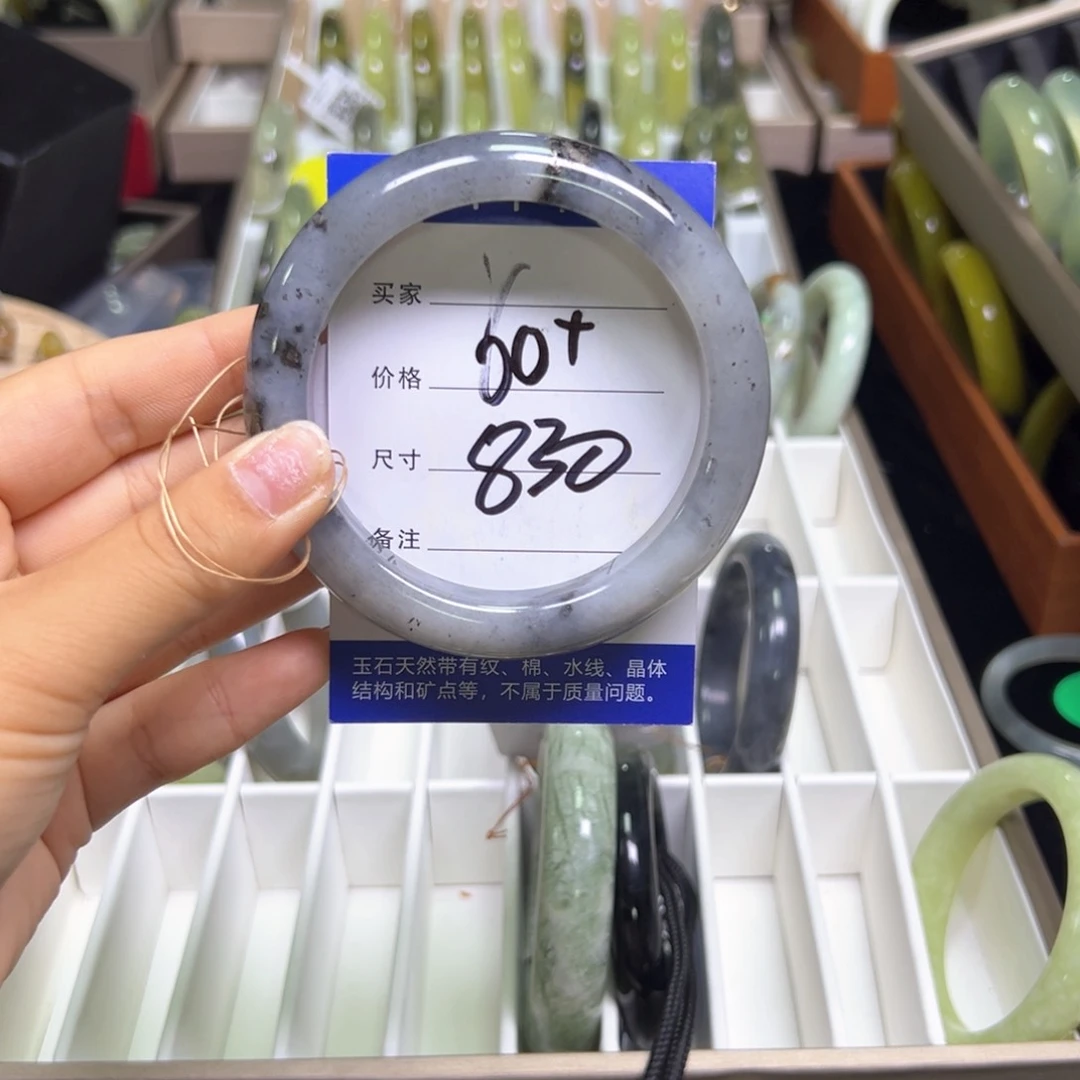 买家
价格 60+
尺寸 830
备注
玉石天然带有纹、棉、水线、晶体
结构和矿点等，不属于质量问题。